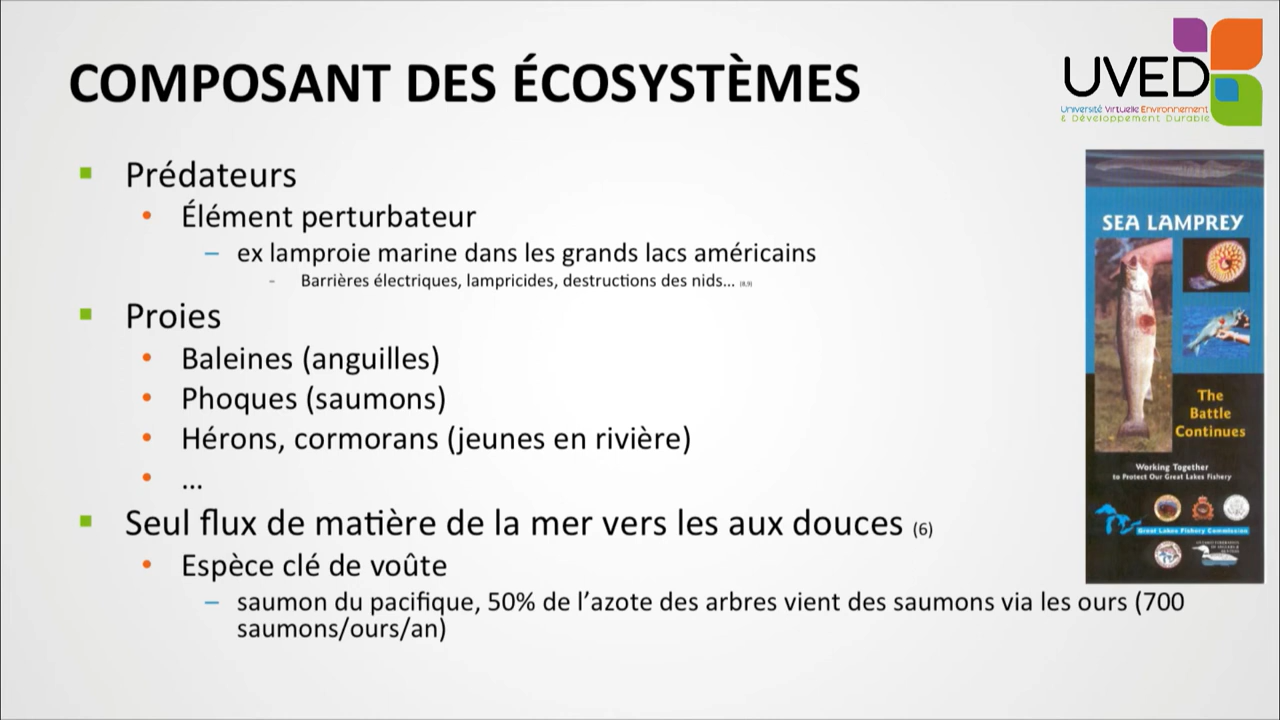 COMPOSANT DES ÉCOSYSTÈMES
UVED
Université Virtuelle Environnement
& Développement Durable
Prédateurs
Élément perturbateur
ex lamproie marine dans les grands lacs américains
Barrières électriques, lampricides, destructions des nids... (8,9)
Proies
Baleines (anguilles)
Phoques (saumons)
Hérons, cormorans (jeunes en rivière)
...
Seul flux de matière de la mer vers les aux douces (6)
Espèce clé de voûte
saumon du pacifique, 50% de l'azote des arbres vient des saumons via les ours (700
saumons/ours/an)
SEA LAMPREY
The
Battle
Continues
Working Together
to Protect Our Great Lakes Fishery
Great Lakes Fishery Commission